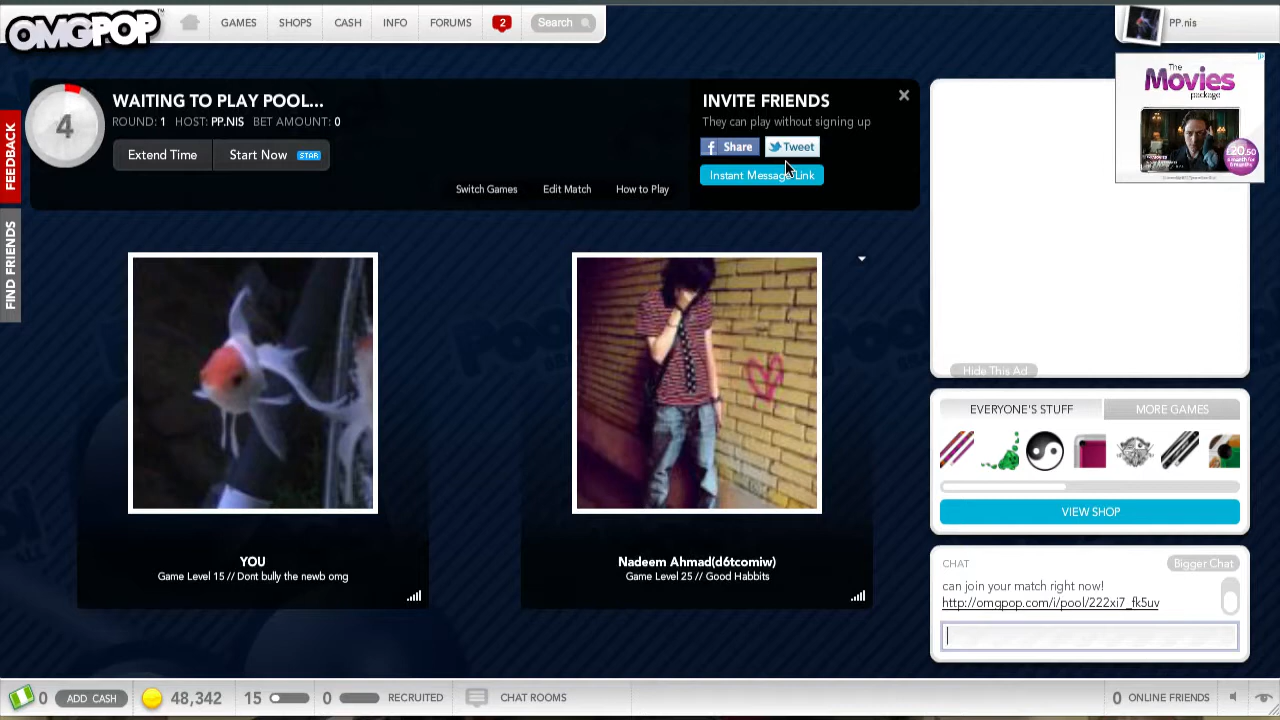 OMGPOP™
GAMES SHOPS CASH INFO FORUMS 2 Search
PP.nis
FEEDBACK
FIND FRIENDS
4
WAITING TO PLAY POOL...
ROUND: 1 HOST: PP.NIS BET AMOUNT: 0
Extend Time Start Now STAR
Switch Games Edit Match How to Play
INVITE FRIENDS
They can play without signing up
Share Tweet
Instant Message Link
The
Movies
package
£20.50
Hide This Ad
YOU
Game Level 15 // Dont bully the newb omg
Nadeem Ahmad(d6tcomiw)
Game Level 25 // Good Habbits
EVERYONE'S STUFF MORE GAMES
VIEW SHOP
CHAT Bigger Chat
can join your match right now!
http://omgpop.com/i/pool/222xi7_fk5uv
0 ADD CASH 48,342 15 0 RECRUITED CHAT ROOMS 0 ONLINE FRIENDS